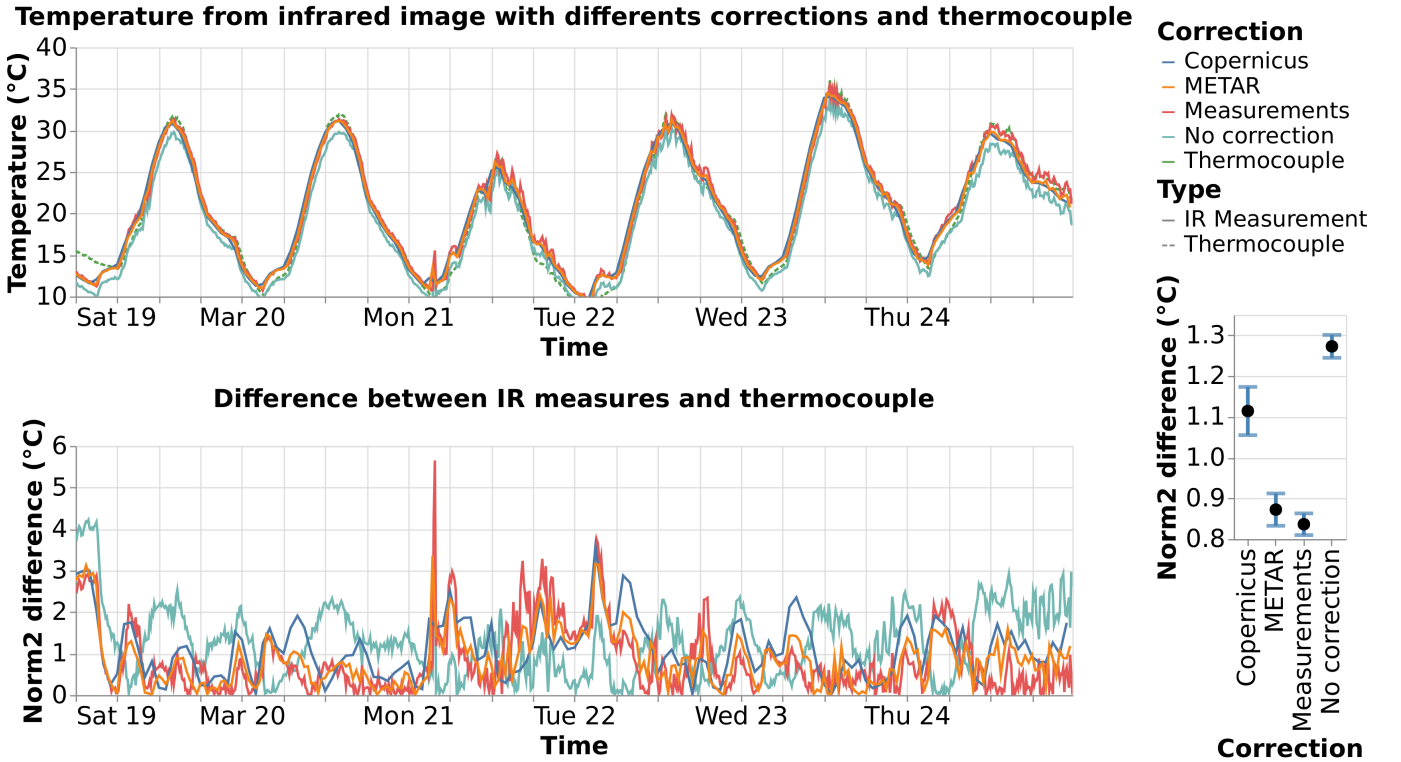 Temperature from infrared image with differents corrections and thermocouple
Temperature (°C)
40
35
30
25
20
15
10
Sat 19 Mar 20 Mon 21 Tue 22 Wed 23 Thu 24
Time
Correction
Copernicus
METAR
Measurements
No correction
Thermocouple
Type
IR Measurement
Thermocouple
Difference between IR measures and thermocouple
Norm2 difference (°C)
6
5
4
3
2
1
0
Sat 19 Mar 20 Mon 21 Tue 22 Wed 23 Thu 24
Time
Norm2 difference (°C)
1.3
1.2
1.1
1.0
0.9
0.8
Copernicus
METAR
Measurements
No correction
Correction